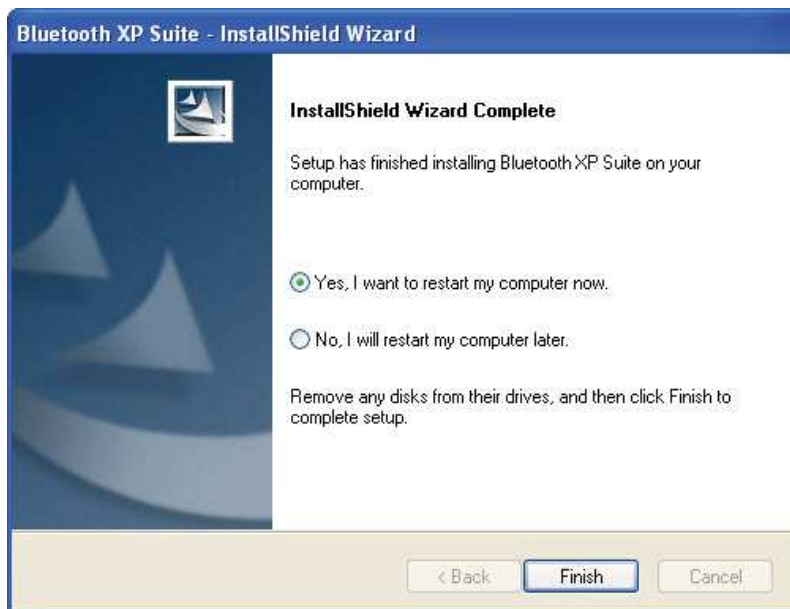 Bluetooth XP Suite - InstallShield Wizard
InstallShield Wizard Complete
Setup has finished installing Bluetooth XP Suite on your
computer.
Yes, I want to restart my computer now.
No, I will restart my computer later.
Remove any disks from their drives, and then click Finish to
complete setup.
< Back
Finish
Cancel